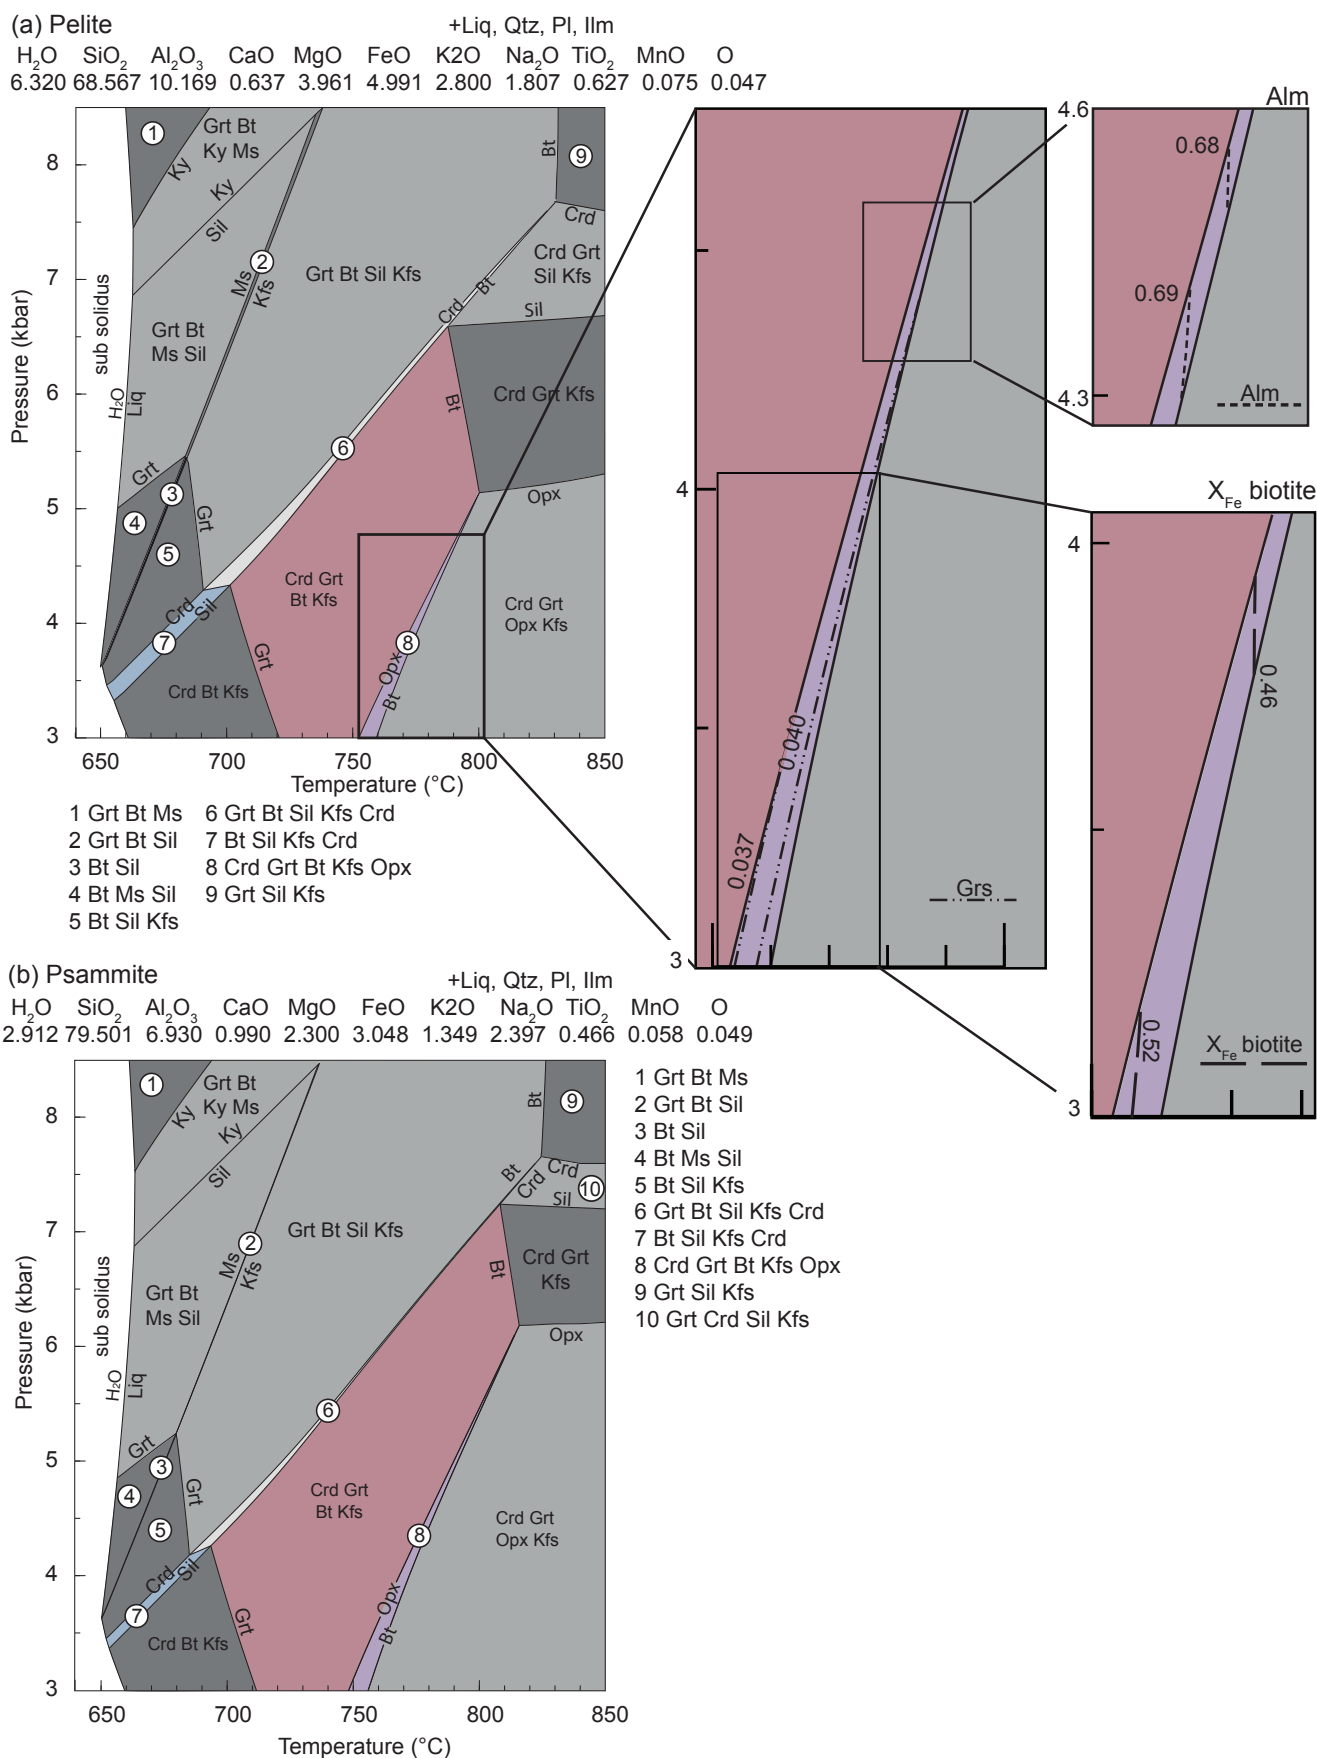 (a) Pelite
+Liq, Qtz, Pl, Ilm
H₂O SiO₂ Al₂O₃ CaO MgO FeO K2O Na₂O TiO₂ MnO O
6.320 68.567 10.169 0.637 3.961 4.991 2.800 1.807 0.627 0.075 0.047
Pressure (kbar)
8
7
6
5
4
3
650 700 750 800 850
Temperature (°C)
1
Grt Bt
Ky Ms
Ky
Ky
Sil
sub solidus
H₂O
Liq
Ms
Kfs
2
Grt Bt
Ms Sil
Grt Bt Sil Kfs
Bt
9
Crd
Crd Grt
Sil Kfs
Crd
Bt
Sil
Crd Grt Kfs
Bt
6
Grt
3
4
5
Grt
Opx
Crd
Sil
7
Crd Bt Kfs
Crd Grt
Bt Kfs
Grt
Opx
Bt
8
Crd Grt
Opx Kfs
1 Grt Bt Ms
2 Grt Bt Sil
3 Bt Sil
4 Bt Ms Sil
5 Bt Sil Kfs
6 Grt Bt Sil Kfs Crd
7 Bt Sil Kfs Crd
8 Crd Grt Bt Kfs Opx
9 Grt Sil Kfs
4
3
0.040
0.037
Grs
Alm
4.6
4.3
0.68
0.69
Alm
X_Fe biotite
4
3
0.46
0.52
X_Fe biotite
(b) Psammite
+Liq, Qtz, Pl, Ilm
H₂O SiO₂ Al₂O₃ CaO MgO FeO K2O Na₂O TiO₂ MnO O
2.912 79.501 6.930 0.990 2.300 3.048 1.349 2.397 0.466 0.058 0.049
Pressure (kbar)
8
7
6
5
4
3
650 700 750 800 850
Temperature (°C)
1
Grt Bt
Ky Ms
Ky
Ky
Sil
sub solidus
H₂O
Liq
Ms
Kfs
2
Grt Bt
Ms Sil
Grt Bt Sil Kfs
Bt
9
Bt
Crd
Crd
Sil
10
Crd Grt
Kfs
Bt
Opx
6
Grt
3
4
5
Grt
Crd
Sil
7
Crd Bt Kfs
Crd Grt
Bt Kfs
Grt
Opx
Bt
8
Crd Grt
Opx Kfs
1 Grt Bt Ms
2 Grt Bt Sil
3 Bt Sil
4 Bt Ms Sil
5 Bt Sil Kfs
6 Grt Bt Sil Kfs Crd
7 Bt Sil Kfs Crd
8 Crd Grt Bt Kfs Opx
9 Grt Sil Kfs
10 Grt Crd Sil Kfs